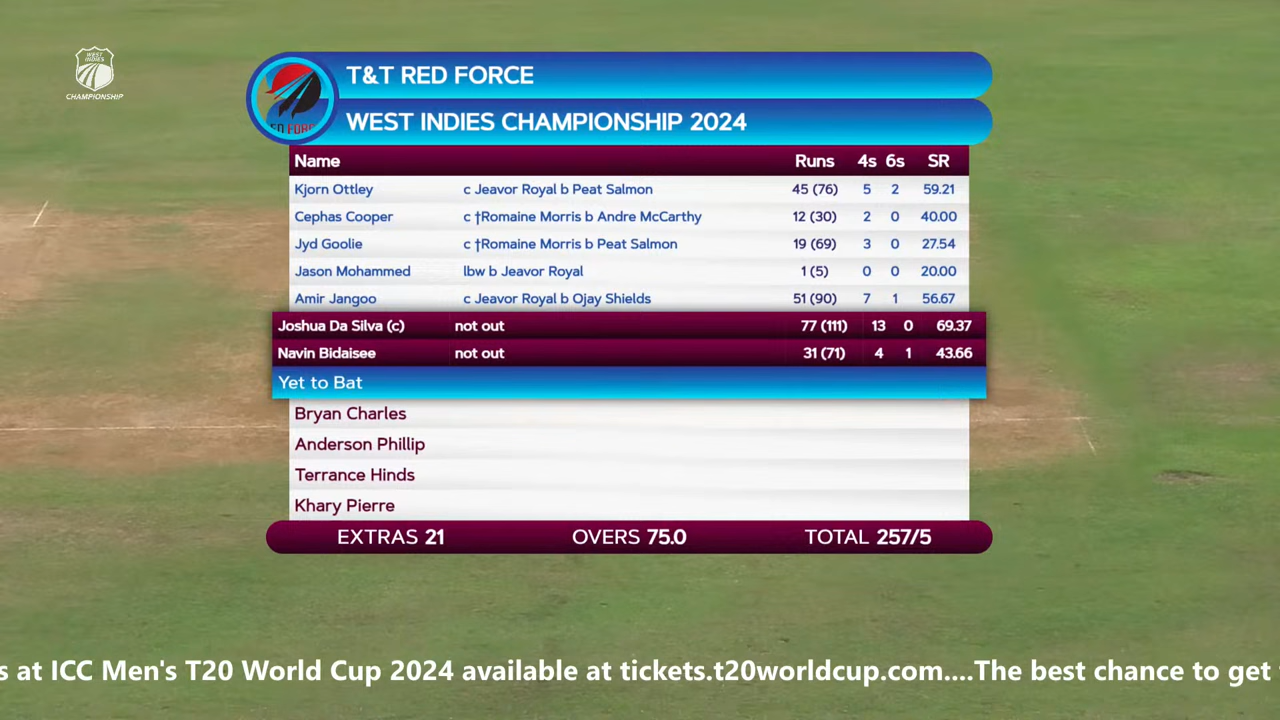 WEST
INDIES
CHAMPIONSHIP
T&T RED FORCE
WEST INDIES CHAMPIONSHIP 2024
Name Runs 4s 6s SR
Kjorn Ottley c Jeavor Royal b Peat Salmon 45 (76) 5 2 59.21
Cephas Cooper c †Romaine Morris b Andre McCarthy 12 (30) 2 0 40.00
Jyd Goolie c †Romaine Morris b Peat Salmon 19 (69) 3 0 27.54
Jason Mohammed lbw b Jeavor Royal 1 (5) 0 0 20.00
Amir Jangoo c Jeavor Royal b Ojay Shields 51 (90) 7 1 56.67
Joshua Da Silva (c) not out 77 (111) 13 0 69.37
Navin Bidaisee not out 31 (71) 4 1 43.66
Yet to Bat
Bryan Charles
Anderson Phillip
Terrance Hinds
Khary Pierre
EXTRAS 21 OVERS 75.0 TOTAL 257/5
s at ICC Men's T20 World Cup 2024 available at tickets.t20worldcup.com....The best chance to get